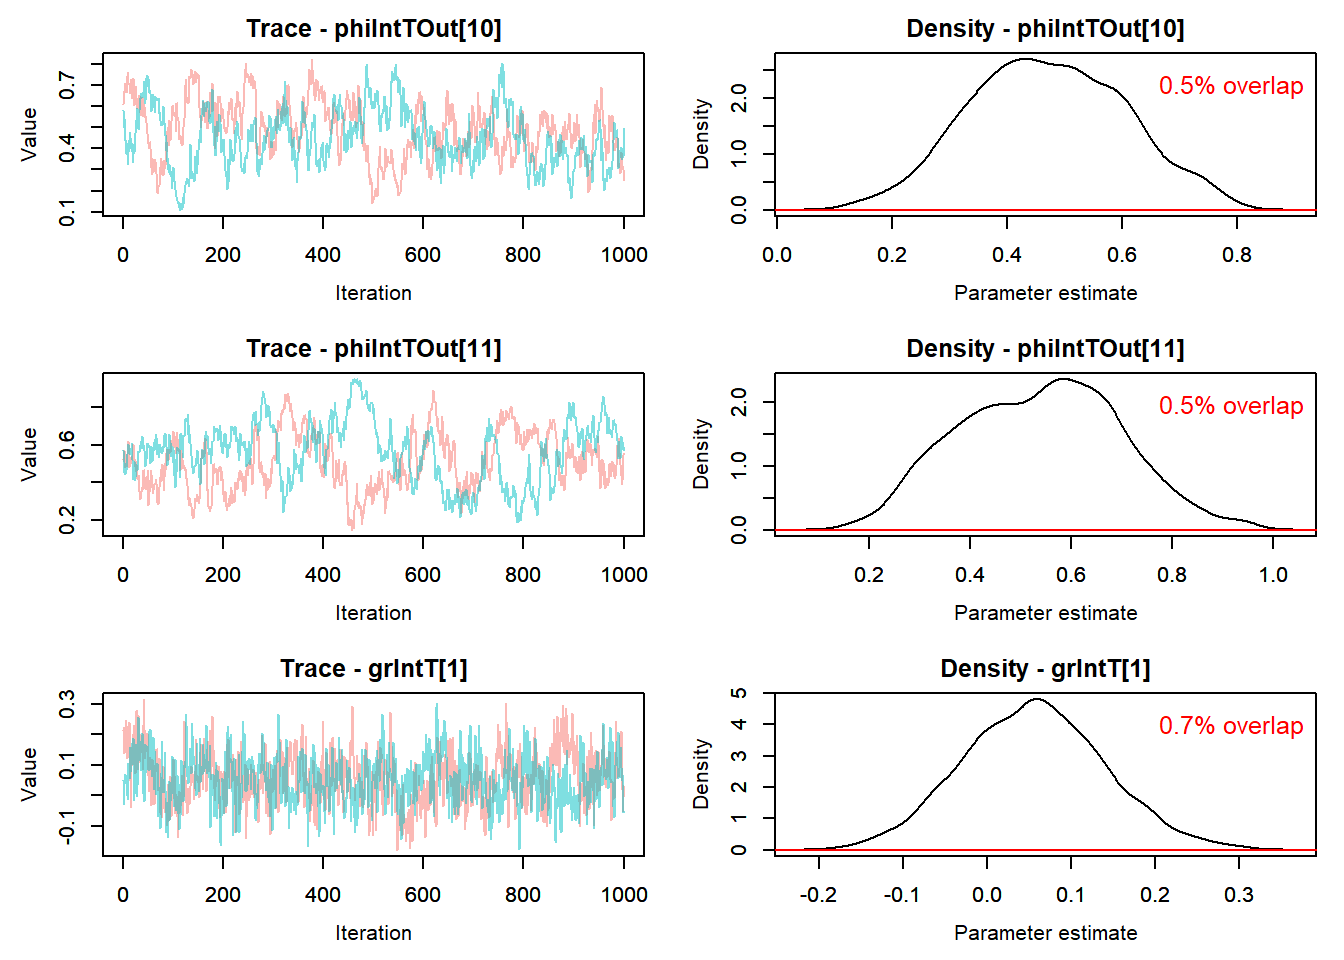 Trace - phiIntTOut[10]
Value
0.1 0.4 0.7
0 200 400 600 800 1000
Iteration
Density - phiIntTOut[10]
0.5% overlap
Density
0.0 1.0 2.0
0.0 0.2 0.4 0.6 0.8
Parameter estimate
Trace - phiIntTOut[11]
Value
0.2 0.6
0 200 400 600 800 1000
Iteration
Density - phiIntTOut[11]
0.5% overlap
Density
0.0 1.0 2.0
0.2 0.4 0.6 0.8 1.0
Parameter estimate
Trace - grIntT[1]
Value
-0.1 0.1 0.3
0 200 400 600 800 1000
Iteration
Density - grIntT[1]
0.7% overlap
Density
0 1 2 3 4 5
-0.2 -0.1 0.0 0.1 0.2 0.3
Parameter estimate